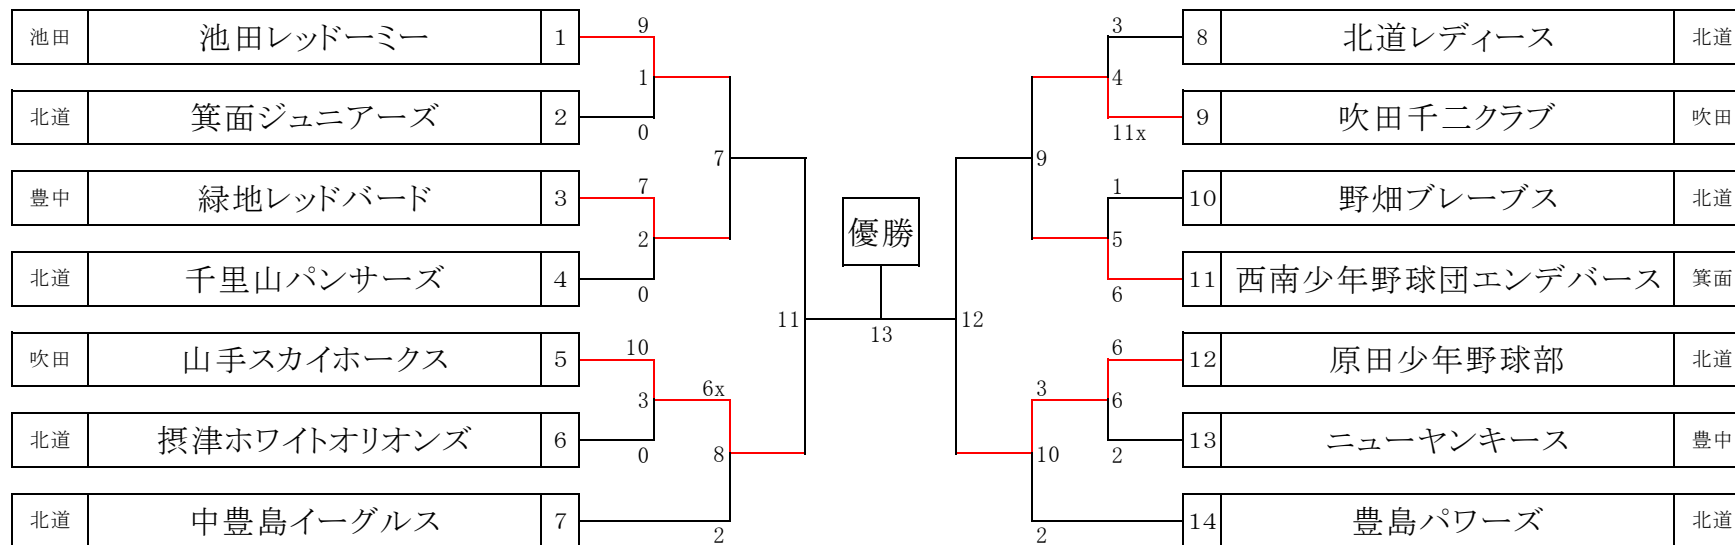 池田 池田レッドーミー 1 9 3 8 北道レディース 北道
1 4
北道 箕面ジュニアーズ 2 0 11x 9 吹田千二クラブ 吹田
7 9
豊中 緑地レッドバード 3 7 1 10 野畑ブレーブス 北道
優勝
2 5
北道 千里山パンサーズ 4 0 6 11 西南少年野球団エンデバース 箕面
11 13 12
吹田 山手スカイホークス 5 10 6 12 原田少年野球部 北道
3 6x 3 6
北道 摂津ホワイトオリオンズ 6 0 2 13 ニューヤンキース 豊中
8 10
北道 中豊島イーグルス 7 2 2 14 豊島パワーズ 北道